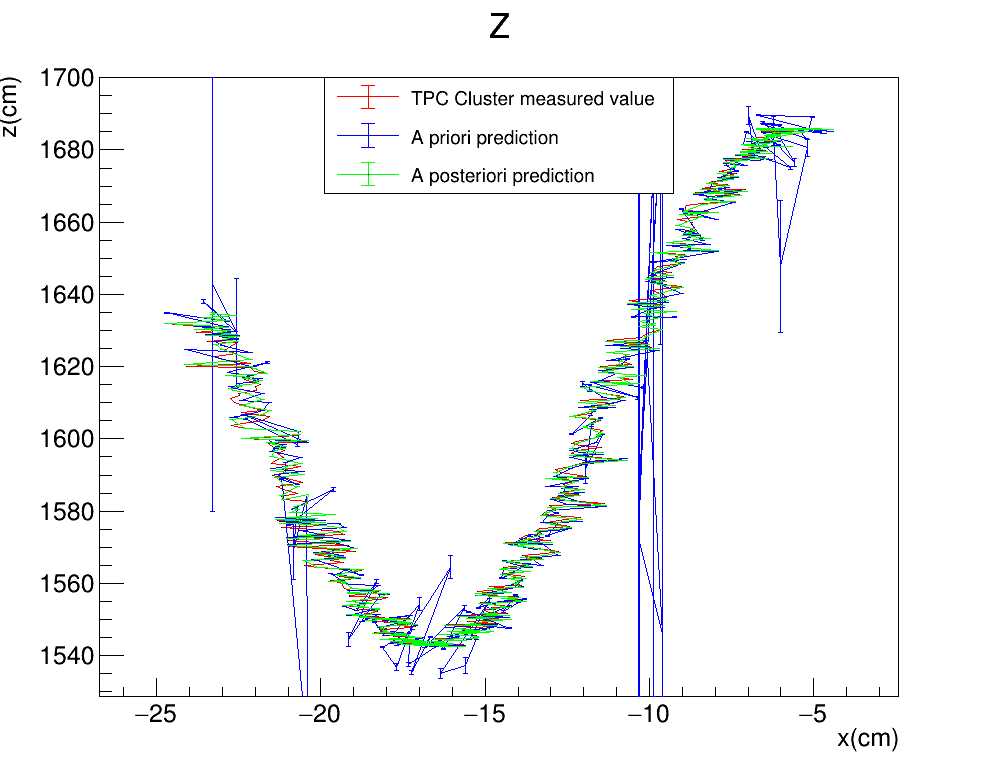 Z
z(cm)
1700
1680
1660
1640
1620
1600
1580
1560
1540
TPC Cluster measured value
A priori prediction
A posteriori prediction
−25
−20
−15
−10
−5
x(cm)